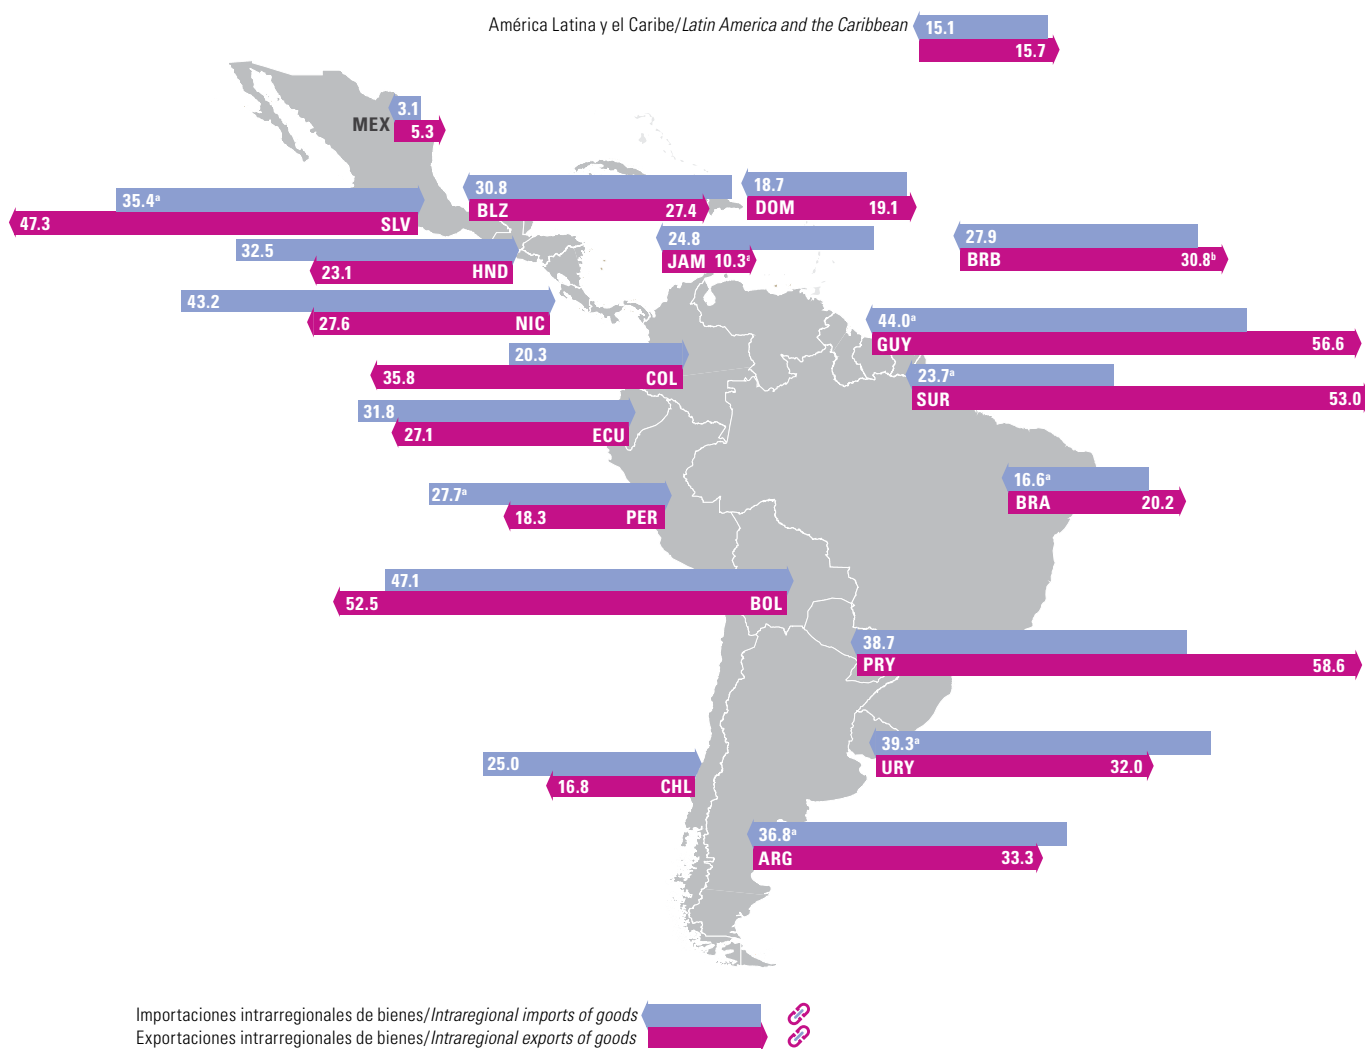 América Latina y el Caribe/Latin America and the Caribbean
15.1
15.7
3.1
MEX
5.3
35.4ª
47.3 SLV
30.8
BLZ 27.4
18.7
DOM 19.1
32.5
23.1 HND
24.8
JAM 10.3ª
27.9
BRB 30.8ᵇ
43.2
27.6 NIC
44.0ª
GUY 56.6
20.3
35.8 COL
23.7ª
SUR 53.0
31.8
27.1 ECU
16.6ª
BRA 20.2
27.7ª
18.3 PER
47.1
52.5 BOL
38.7
PRY 58.6
39.3ª
URY 32.0
25.0
16.8 CHL
36.8ª
ARG 33.3
Importaciones intrarregionales de bienes/Intraregional imports of goods
Exportaciones intrarregionales de bienes/Intraregional exports of goods